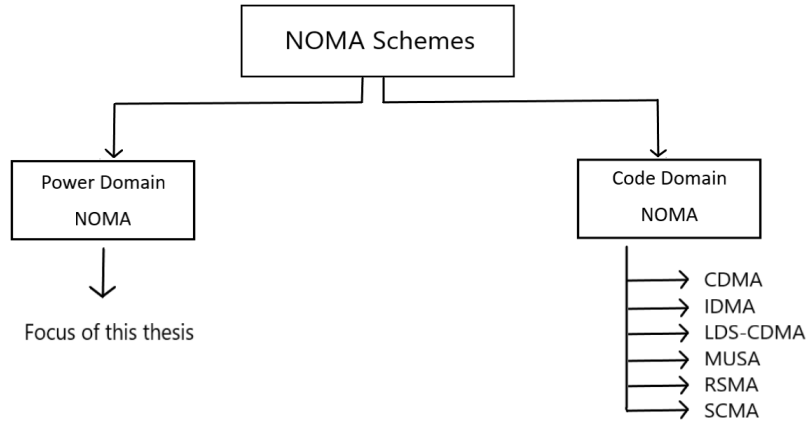 NOMA Schemes
Power Domain
NOMA
Focus of this thesis
Code Domain
NOMA
CDMA
IDMA
LDS-CDMA
MUSA
RSMA
SCMA